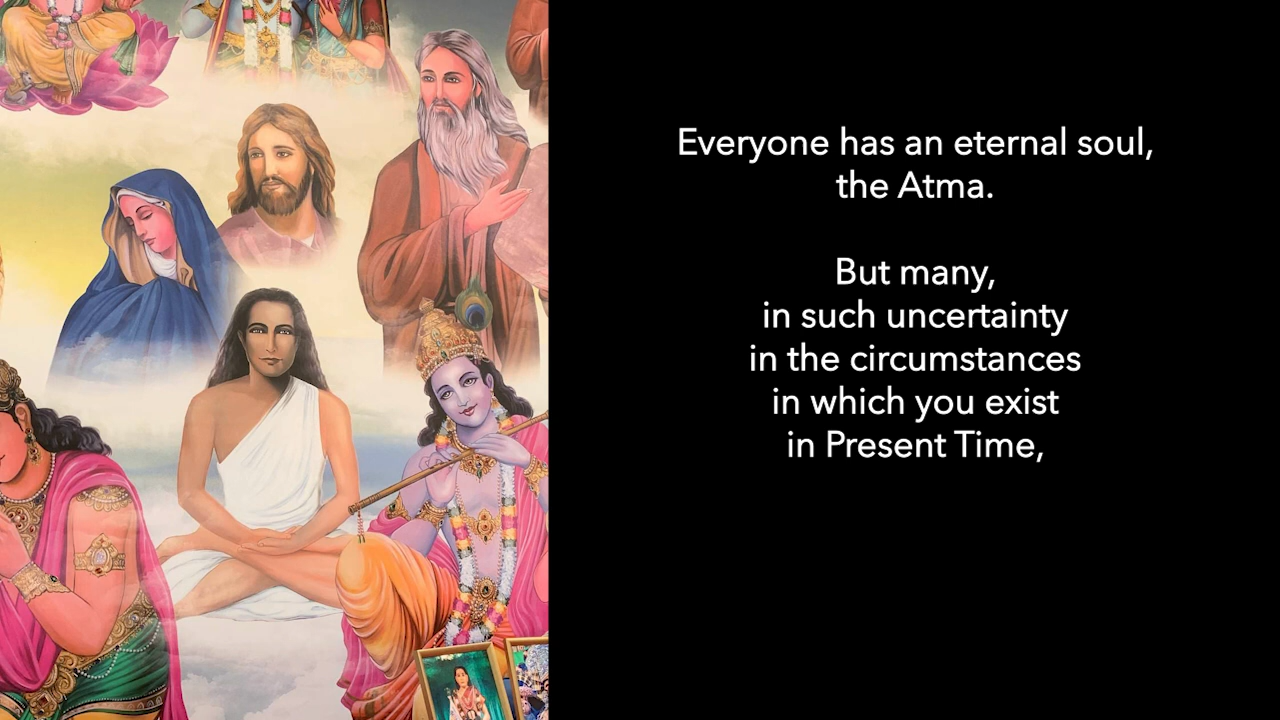 Everyone has an eternal soul,
the Atma.
But many,
in such uncertainty
in the circumstances
in which you exist
in Present Time,